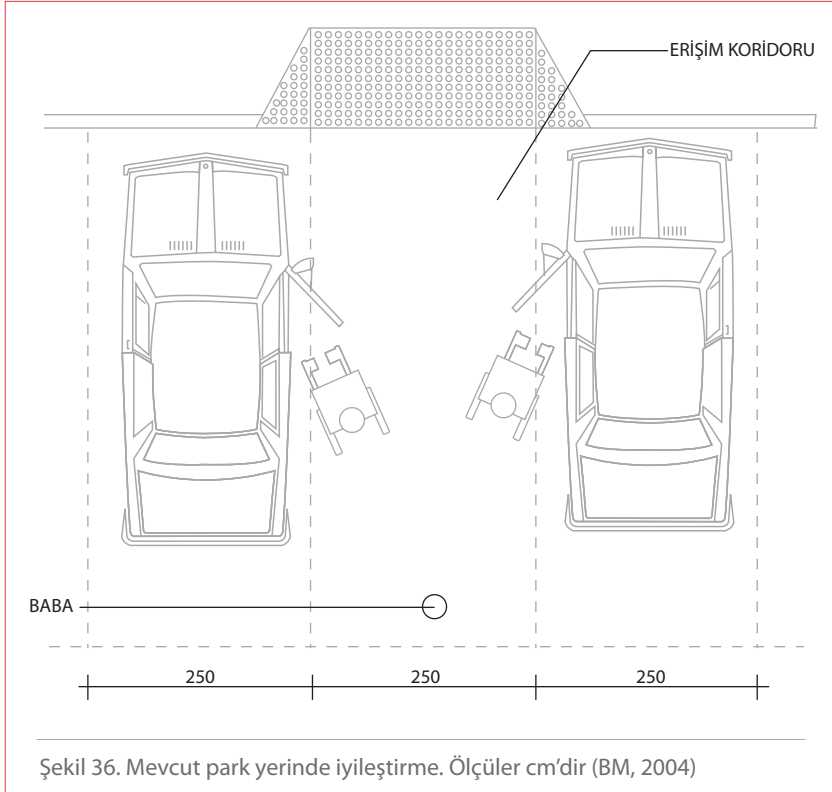 ERİŞİM KORİDORU
BABA
250 250 250
Şekil 36. Mevcut park yerinde iyileştirme. Ölçüler cm'dir (BM, 2004)